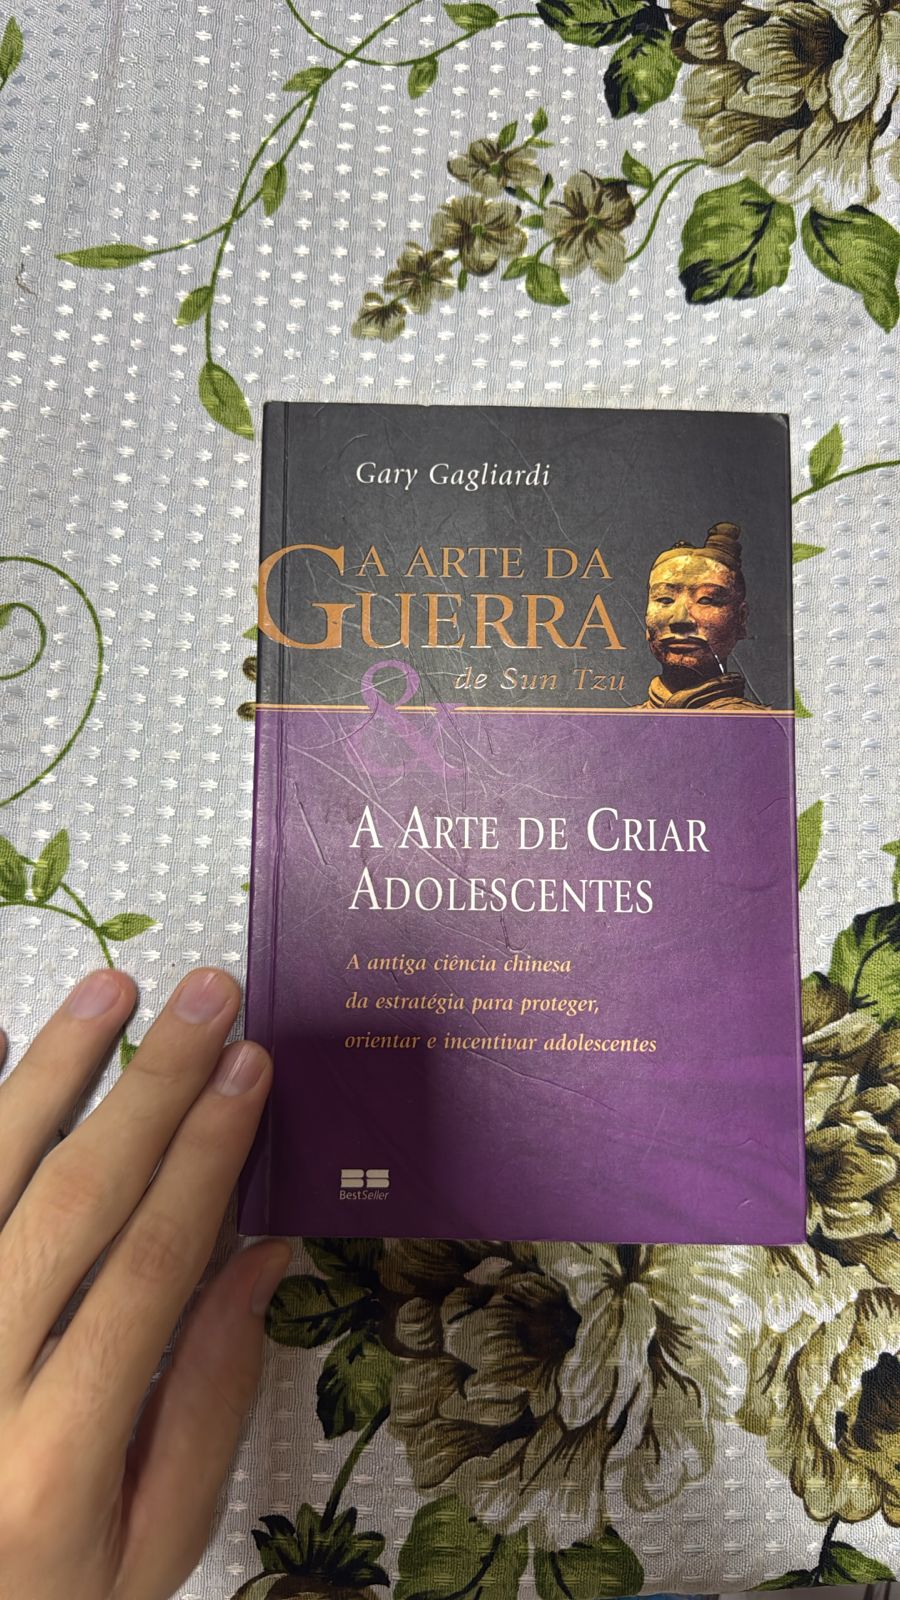 Gary Gagliardi
A ARTE DA
GUERRA
de Sun Tzu
&
A ARTE DE CRIAR
ADOLESCENTES
A antiga ciência chinesa
da estratégia para proteger,
orientar e incentivar adolescentes
BS
BestSeller